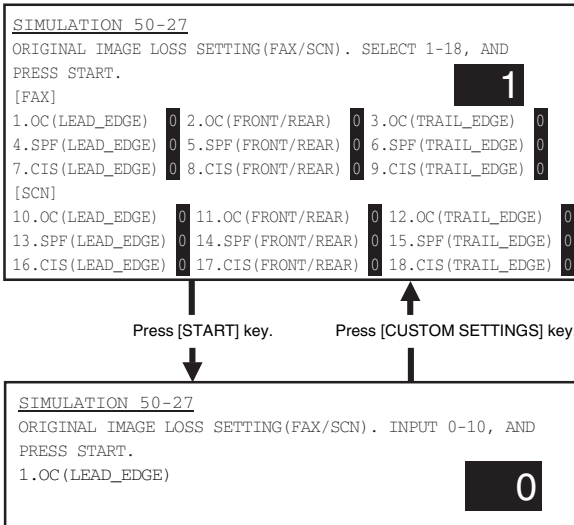 SIMULATION 50-27
ORIGINAL IMAGE LOSS SETTING(FAX/SCN). SELECT 1-18, AND
PRESS START.
1
[FAX]
1.OC(LEAD_EDGE) 0 2.OC(FRONT/REAR) 0 3.OC(TRAIL_EDGE) 0
4.SPF(LEAD_EDGE) 0 5.SPF(FRONT/REAR) 0 6.SPF(TRAIL_EDGE) 0
7.CIS(LEAD_EDGE) 0 8.CIS(FRONT/REAR) 0 9.CIS(TRAIL_EDGE) 0
[SCN]
10.OC(LEAD_EDGE) 0 11.OC(FRONT/REAR) 0 12.OC(TRAIL_EDGE) 0
13.SPF(LEAD_EDGE) 0 14.SPF(FRONT/REAR) 0 15.SPF(TRAIL_EDGE) 0
16.CIS(LEAD_EDGE) 0 17.CIS(FRONT/REAR) 0 18.CIS(TRAIL_EDGE) 0
Press [START] key. Press [CUSTOM SETTINGS] key
SIMULATION 50-27
ORIGINAL IMAGE LOSS SETTING(FAX/SCN). INPUT 0-10, AND
PRESS START.
1.OC(LEAD_EDGE)
0